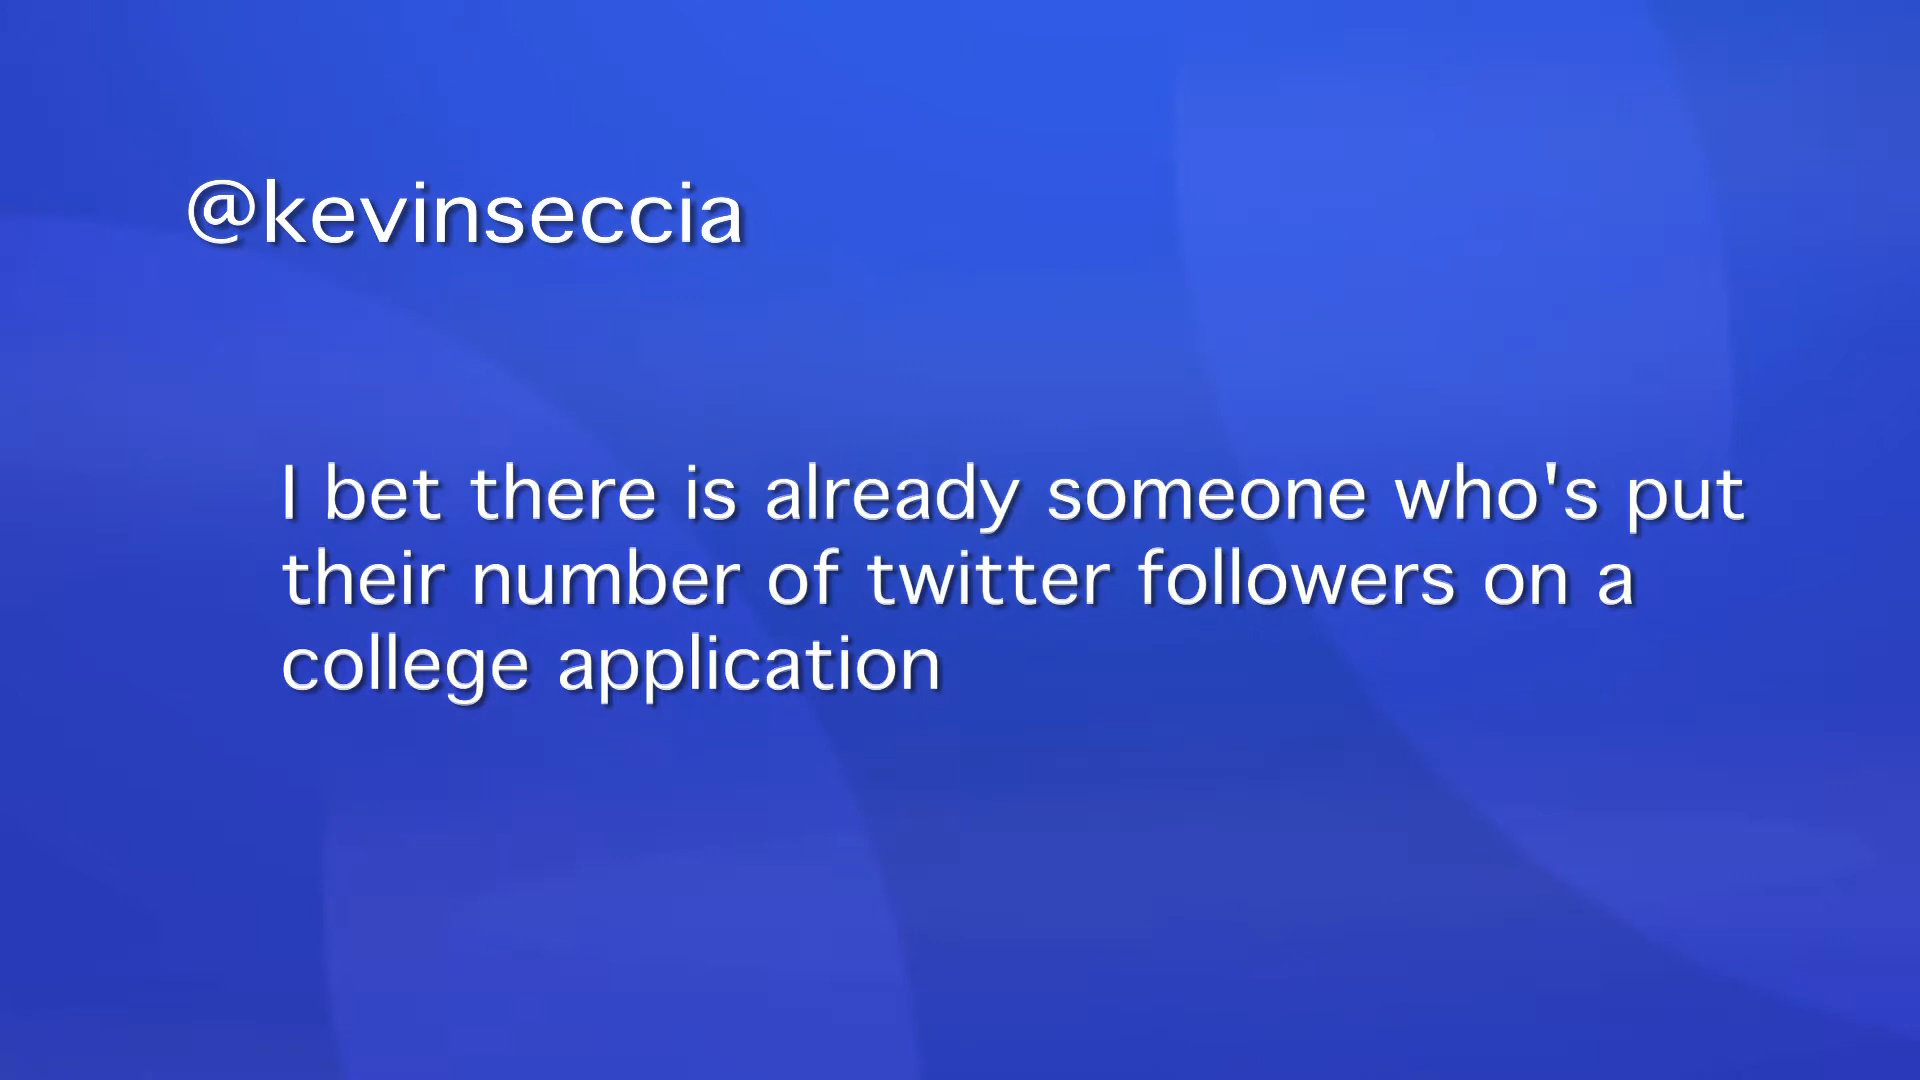 @kevinseccia
I bet there is already someone who's put
their number of twitter followers on a
college application